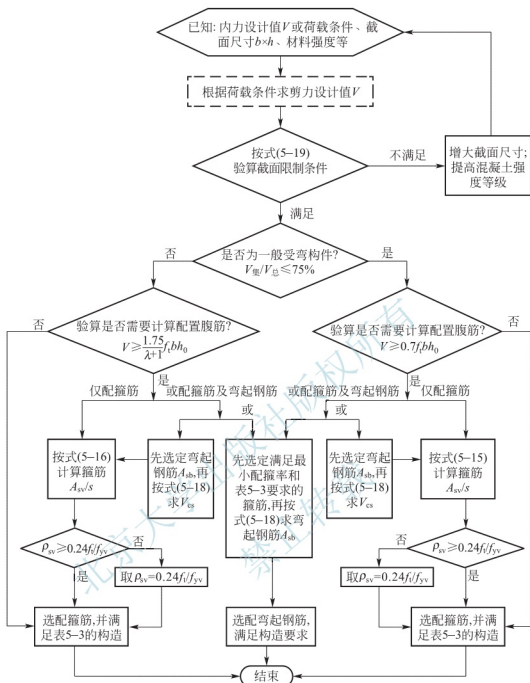 已知: 内力设计值V或荷载条件、截
面尺寸b×h、材料强度等
根据荷载条件求剪力设计值V
按式(5–19)
验算截面限制条件
不满足
增大截面尺寸;
提高混凝土强
度等级
满足
是否为一般受弯构件?
V集/V总≤75%
否
是
验算是否需要计算配置腹筋?
V≥1.75/(λ+1) ftbh0
否
是
验算是否需要计算配置腹筋?
V≥0.7ftbh0
否
是
仅配箍筋
或配箍筋及弯起钢筋
或配箍筋及弯起钢筋
仅配箍筋
或
或
按式(5–16)
计算箍筋
Asv/s
先选定弯起
钢筋Asb,再
按式(5–18)
求Vcs
先选定满足最
小配箍率和
表5–3要求的
箍筋,再按
式(5–18)求弯
起钢筋Asb
先选定弯起
钢筋Asb,再
按式(5–18)
求Vcs
按式(5–15)
计算箍筋
Asv/s
ρsv≥0.24ft/fyv
否
是
取ρsv=0.24ft/fyv
ρsv≥0.24ft/fyv
否
是
取ρsv=0.24ft/fyv
选配箍筋,并满
足表5–3的构造
选配弯起钢筋,
满足构造要求
选配箍筋,并满
足表5–3的构造
结束
北京大学出版社版权所有
禁止转载